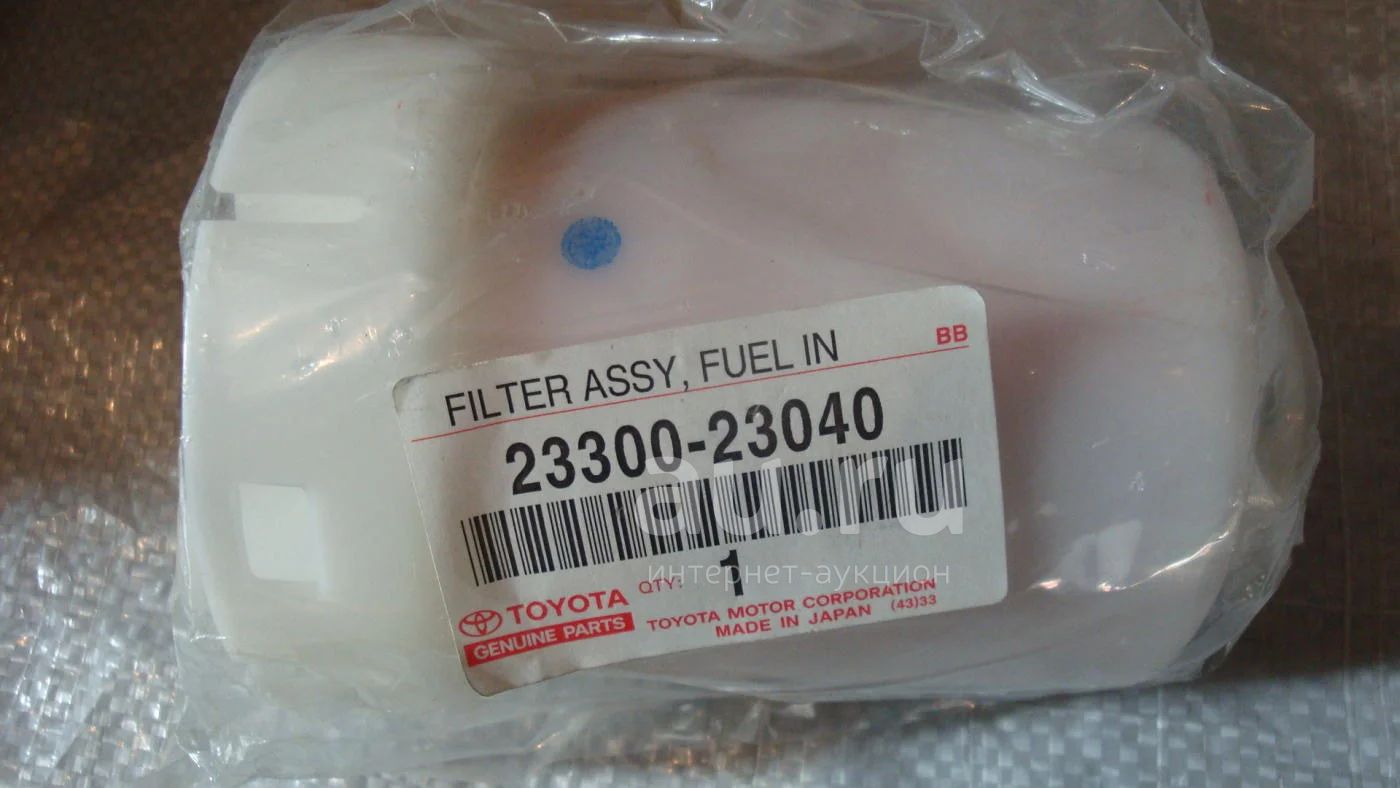 FILTER ASSY, FUEL IN
BB
23300-23040
au.ru
интернет-аукцион
QTY: 1
TOYOTA
GENUINE PARTS
TOYOTA MOTOR CORPORATION
MADE IN JAPAN (43)33